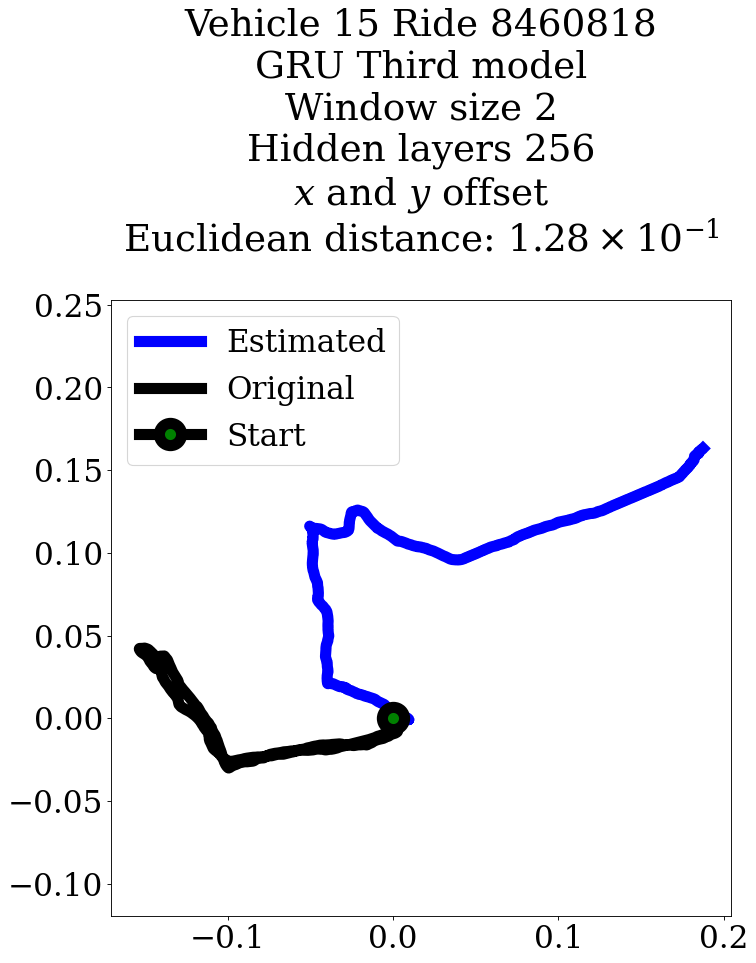 Vehicle 15 Ride 8460818
GRU Third model
Window size 2
Hidden layers 256
x and y offset
Euclidean distance: 1.28 × 10⁻¹
Estimated
Original
Start
0.25
0.20
0.15
0.10
0.05
0.00
−0.05
−0.10
−0.1
0.0
0.1
0.2